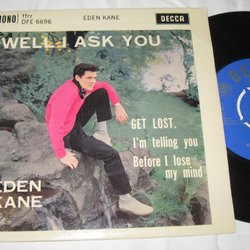 MONO
ffrr
DFE 6696
EDEN KANE
DECCA
WELL I ASK YOU
GET LOST.
I'm telling you
Before I lose
my mind
EDEN
KANE